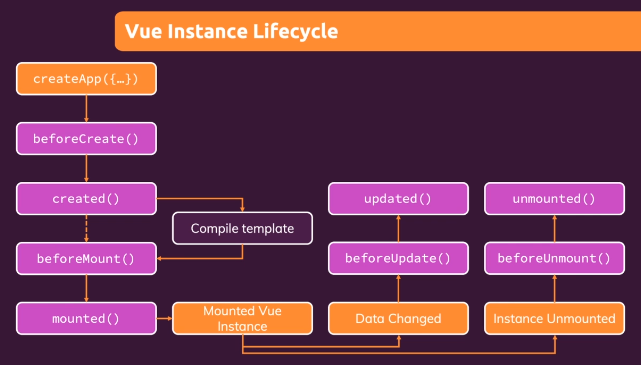 Vue Instance Lifecycle
createApp({…})
beforeCreate()
created()
Compile template
beforeMount()
mounted()
Mounted Vue
Instance
updated()
beforeUpdate()
Data Changed
unmounted()
beforeUnmount()
Instance Unmounted